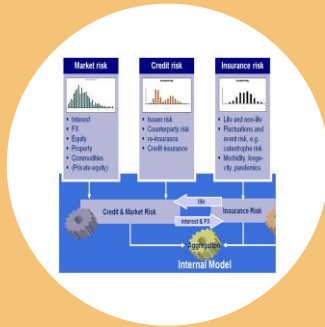 Market risk
• Interest
• FX
• Equity
• Property
• Commodities
• (Private equity)
Credit risk
• Issuer risk
• Counterparty risk
• re-insurance
• Credit insurance
Insurance risk
• Life and non-life
• Fluctuations and
event risk, e.g.
catastrophe risk
• Morbidity, longe-
vity, pandemics
Credit & Market Risk
life
Interest & FX
Insurance Risk
Aggregation
Internal Model